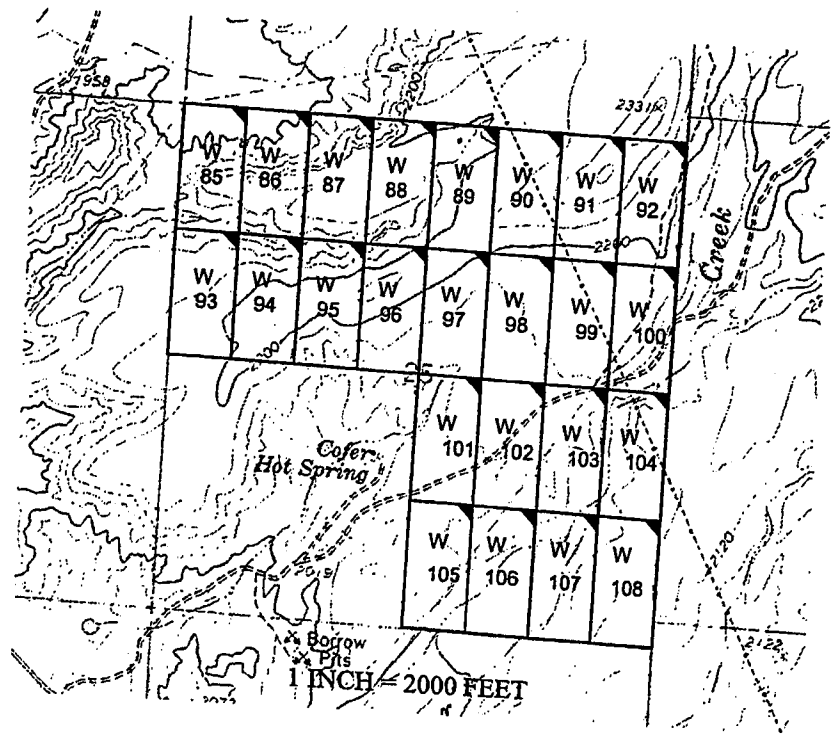 1958
2200
2331
W 85
W 86
W 87
W 88
W 89
W 90
W 91
W 92
Creek
2200
W 93
W 94
W 95
W 96
W 97
W 98
W 99
W 100
25
W 101
W 102
W 103
W 104
Cofer
Hot Spring
W 105
W 106
W 107
W 108
2120
Borrow
Pits
2122
1 INCH = 2000 FEET